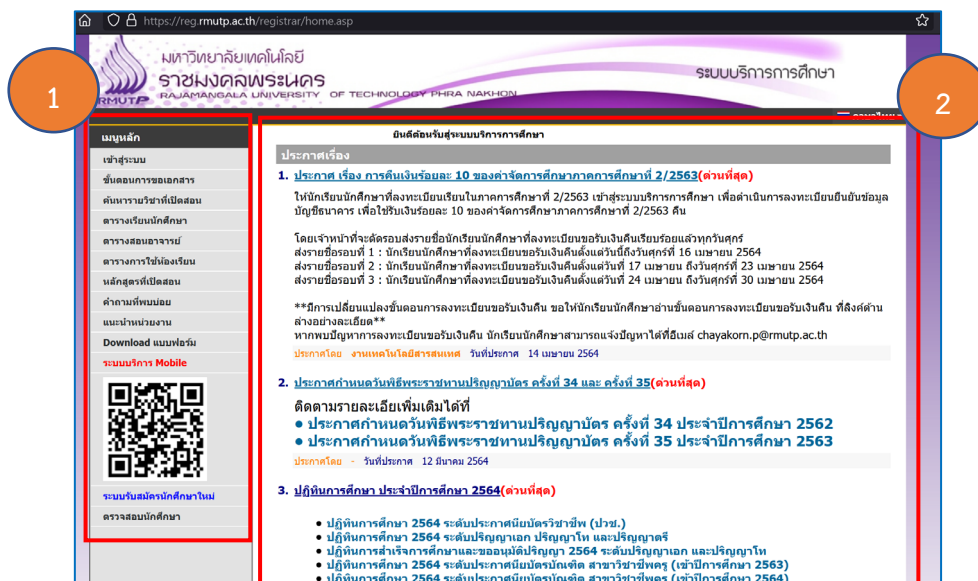 https://reg.rmutp.ac.th/registrar/home.asp
มหาวิทยาลัยเทคโนโลยี
ราชมงคลพระนคร
RAJAMANGALA UNIVERSITY OF TECHNOLOGY PHRA NAKHON
RMUTP
ระบบบริการการศึกษา
1
2
เมนูหลัก
เข้าสู่ระบบ
ขั้นตอนการขอเอกสาร
ค้นหารายวิชาที่เปิดสอน
ตารางเรียนนักศึกษา
ตารางสอนอาจารย์
ตารางการใช้ห้องเรียน
หลักสูตรที่เปิดสอน
คำถามที่พบบ่อย
แนะนำหน่วยงาน
Download แบบฟอร์ม
ระบบบริการ Mobile
ระบบรับสมัครนักศึกษาใหม่
ตรวจสอบนักศึกษา
ยินดีต้อนรับสู่ระบบบริการการศึกษา
ประกาศเรื่อง
1. ประกาศ เรื่อง การคืนเงินร้อยละ 10 ของค่าจัดการศึกษาภาคการศึกษาที่ 2/2563(ด่วนที่สุด)
ให้นักเรียนนักศึกษาที่ลงทะเบียนเรียนในภาคการศึกษาที่ 2/2563 เข้าสู่ระบบบริการการศึกษา เพื่อดำเนินการลงทะเบียนยืนยันข้อมูล
บัญชีธนาคาร เพื่อใช้รับเงินร้อยละ 10 ของค่าจัดการศึกษาภาคการศึกษาที่ 2/2563 คืน
โดยเจ้าหน้าที่จะตัดรอบส่งรายชื่อนักเรียนนักศึกษาที่ลงทะเบียนขอรับเงินคืนเรียบร้อยแล้วทุกวันศุกร์
ส่งรายชื่อรอบที่ 1 : นักเรียนนักศึกษาที่ลงทะเบียนขอรับเงินคืนตั้งแต่วันนี้ถึงวันศุกร์ที่ 16 เมษายน 2564
ส่งรายชื่อรอบที่ 2 : นักเรียนนักศึกษาที่ลงทะเบียนขอรับเงินคืนตั้งแต่วันที่ 17 เมษายน ถึงวันศุกร์ที่ 23 เมษายน 2564
ส่งรายชื่อรอบที่ 3 : นักเรียนนักศึกษาที่ลงทะเบียนขอรับเงินคืนตั้งแต่วันที่ 24 เมษายน ถึงวันศุกร์ที่ 30 เมษายน 2564
**มีการเปลี่ยนแปลงขั้นตอนการลงทะเบียนขอรับเงินคืน ขอให้นักเรียนนักศึกษาอ่านขั้นตอนการลงทะเบียนขอรับเงินคืน ที่ลิงค์ด้าน
ล่างอย่างละเอียด**
หากพบปัญหาการลงทะเบียนขอรับเงินคืน นักเรียนนักศึกษาสามารถแจ้งปัญหาได้ที่อีเมล์ chayakorn.p@rmutp.ac.th
ประกาศโดย งานเทคโนโลยีสารสนเทศ วันที่ประกาศ 14 เมษายน 2564
2. ประกาศกำหนดวันพิธีพระราชทานปริญญาบัตร ครั้งที่ 34 และ ครั้งที่ 35(ด่วนที่สุด)
ติดตามรายละเอียเพิ่มเติมได้ที่
● ประกาศกำหนดวันพิธีพระราชทานปริญญาบัตร ครั้งที่ 34 ประจำปีการศึกษา 2562
● ประกาศกำหนดวันพิธีพระราชทานปริญญาบัตร ครั้งที่ 35 ประจำปีการศึกษา 2563
ประกาศโดย - วันที่ประกาศ 12 มีนาคม 2564
3. ปฏิทินการศึกษา ประจำปีการศึกษา 2564(ด่วนที่สุด)
● ปฏิทินการศึกษา 2564 ระดับประกาศนียบัตรวิชาชีพ (ปวช.)
● ปฏิทินการศึกษา 2564 ระดับปริญญาเอก ปริญญาโท และปริญญาตรี
● ปฏิทินการสำเร็จการศึกษาและขออนุมัติปริญญา 2564 ระดับปริญญาเอก และปริญญาโท
● ปฏิทินการศึกษา 2564 ระดับประกาศนียบัตรบัณฑิต สาขาวิชาชีพครู (เข้าปีการศึกษา 2563)
● ปฏิทินการศึกษา 2564 ระดับประกาศนียบัตรบัณฑิต สาขาวิชาชีพครู (เข้าปีการศึกษา 2564)